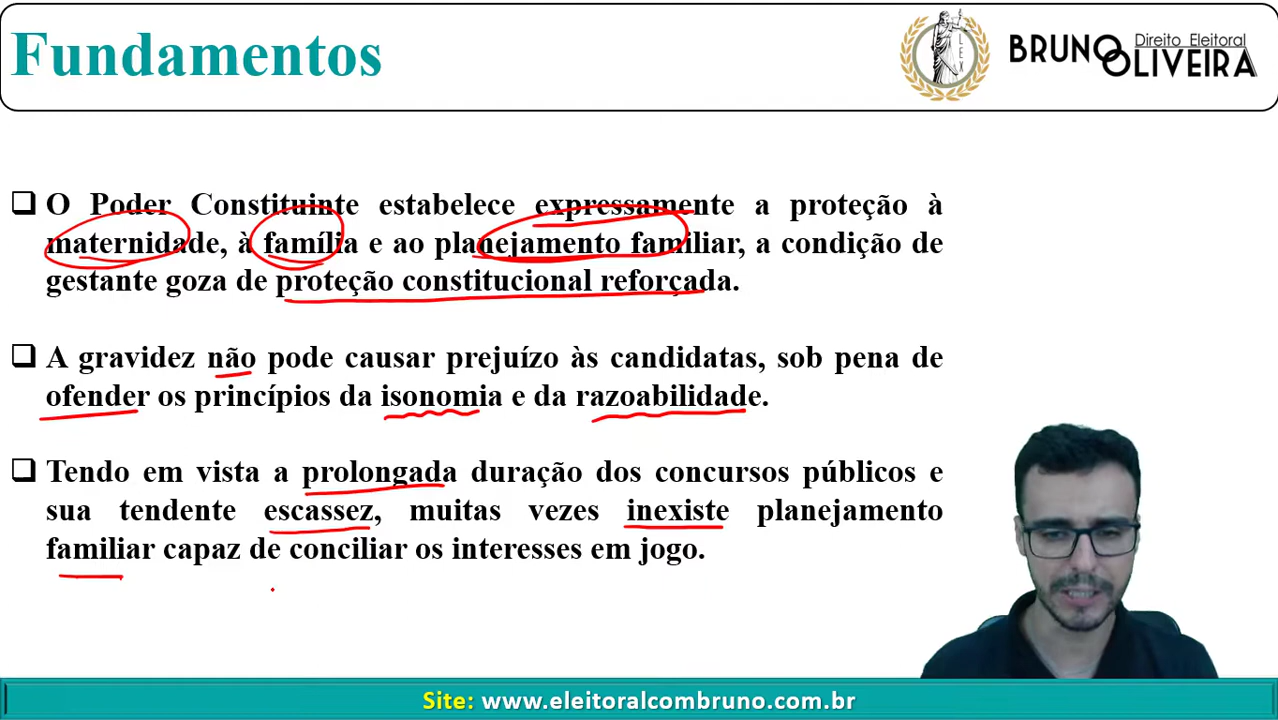 Fundamentos
LEX
BRUNO OLIVEIRA
Direito Eleitoral
O Poder Constituinte estabelece expressamente a proteção à
maternidade, à família e ao planejamento familiar, a condição de
gestante goza de proteção constitucional reforçada.
A gravidez não pode causar prejuízo às candidatas, sob pena de
ofender os princípios da isonomia e da razoabilidade.
Tendo em vista a prolongada duração dos concursos públicos e
sua tendente escassez, muitas vezes inexiste planejamento
familiar capaz de conciliar os interesses em jogo.
Site: www.eleitoralcombruno.com.br